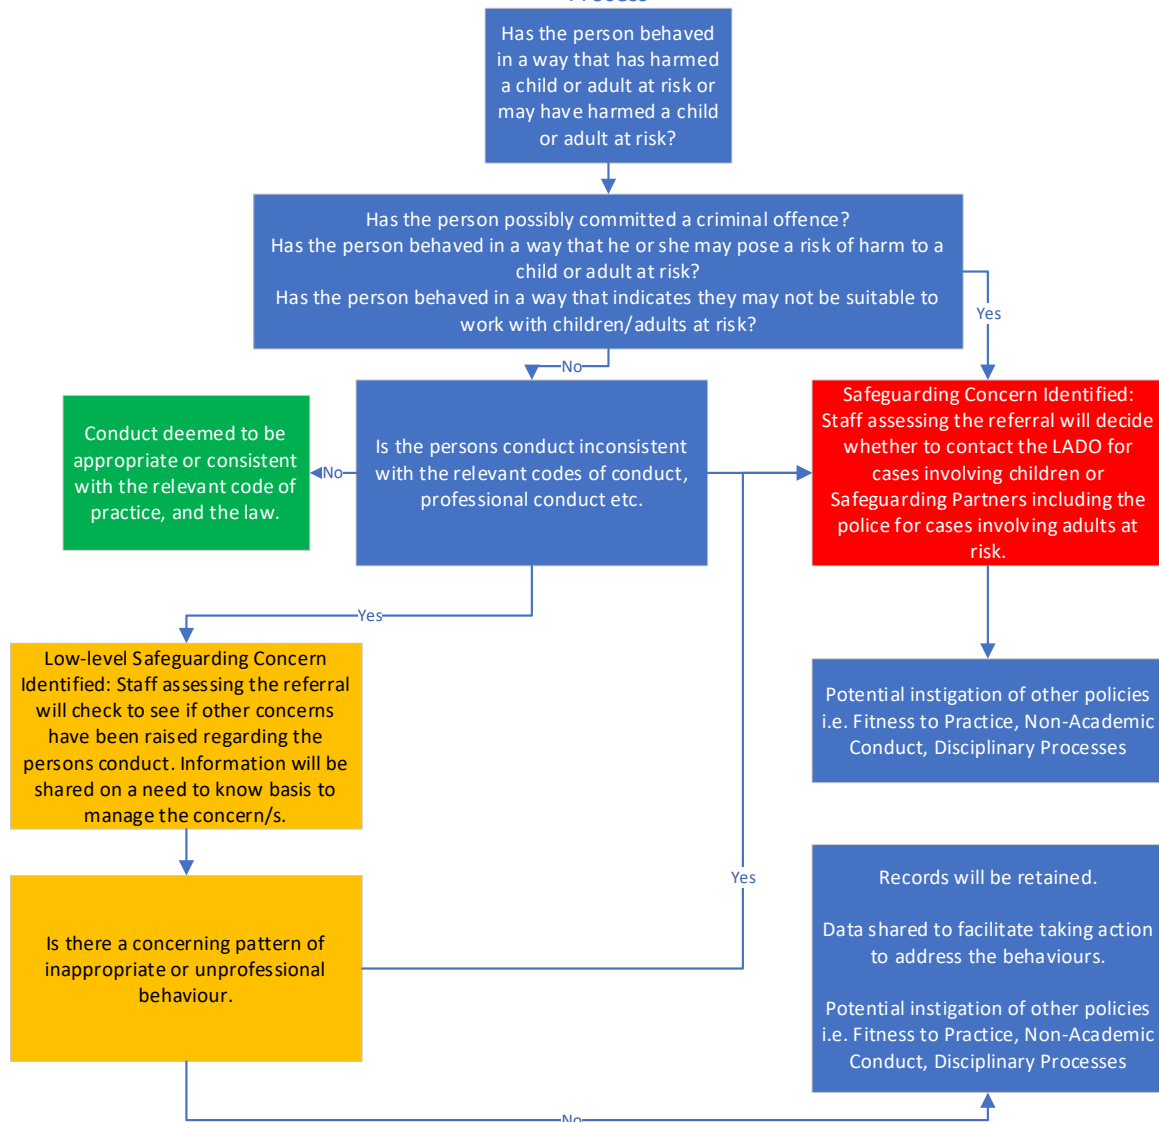 Process
Has the person behaved
in a way that has harmed
a child or adult at risk or
may have harmed a child
or adult at risk?
Has the person possibly committed a criminal offence?
Has the person behaved in a way that he or she may pose a risk of harm to a
child or adult at risk?
Has the person behaved in a way that indicates they may not be suitable to
work with children/adults at risk?
Yes
No
Conduct deemed to be
appropriate or consistent
with the relevant code of
practice, and the law.
No
Is the persons conduct inconsistent
with the relevant codes of conduct,
professional conduct etc.
Safeguarding Concern Identified:
Staff assessing the referral will decide
whether to contact the LADO for
cases involving children or
Safeguarding Partners including the
police for cases involving adults at
risk.
Yes
Low-level Safeguarding Concern
Identified: Staff assessing the referral
will check to see if other concerns
have been raised regarding the
persons conduct. Information will be
shared on a need to know basis to
manage the concern/s.
Potential instigation of other policies
i.e. Fitness to Practice, Non-Academic
Conduct, Disciplinary Processes
Yes
Is there a concerning pattern of
inappropriate or unprofessional
behaviour.
Records will be retained.
Data shared to facilitate taking action
to address the behaviours.
Potential instigation of other policies
i.e. Fitness to Practice, Non-Academic
Conduct, Disciplinary Processes
No